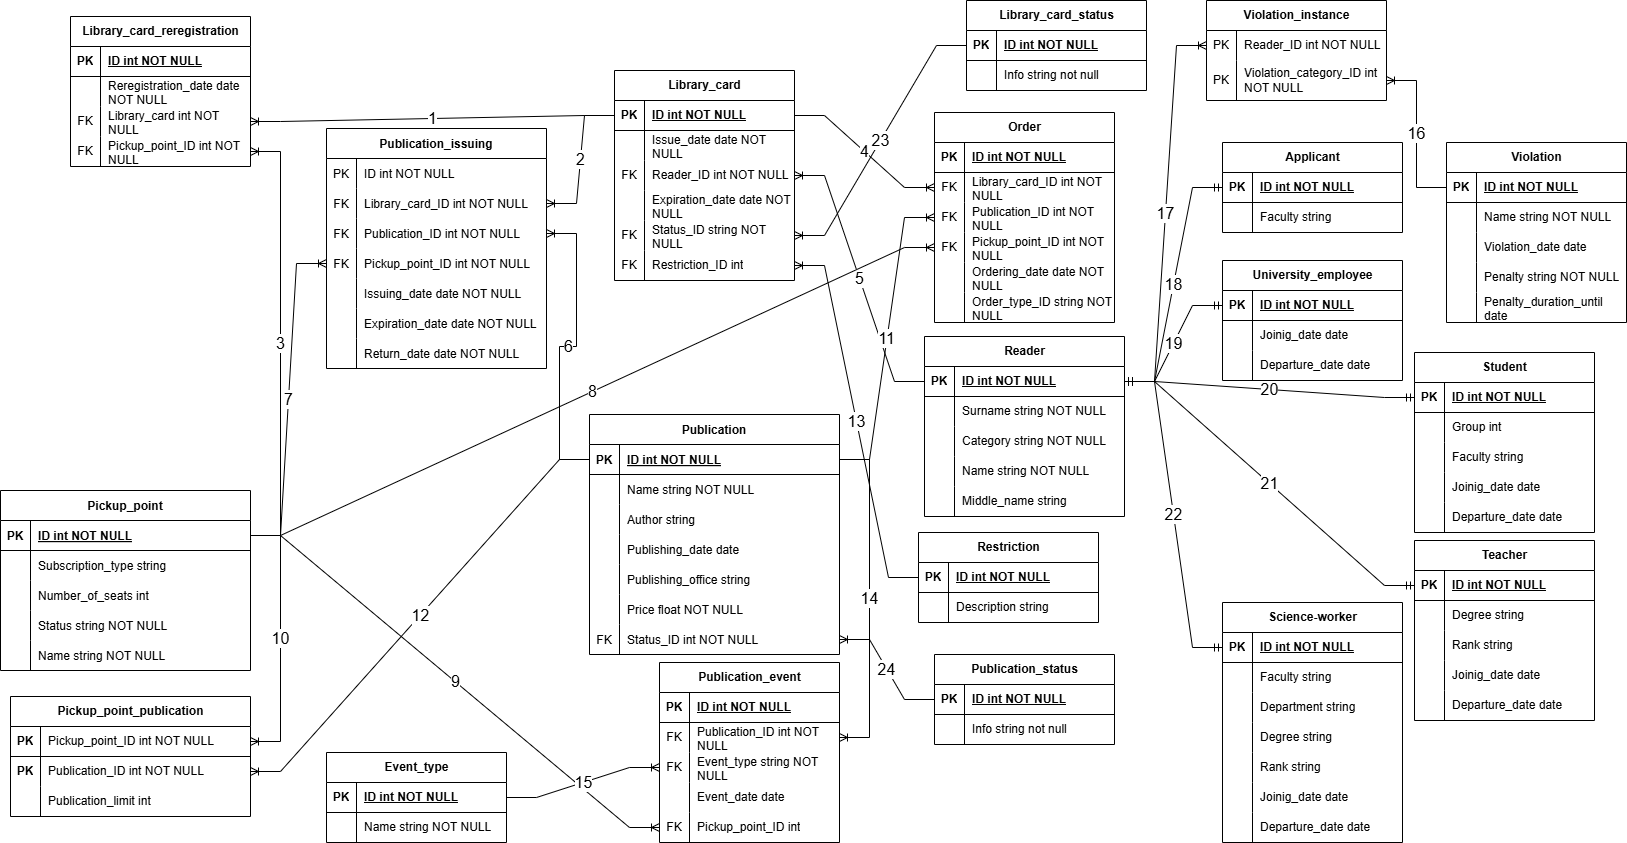 Library_card_reregistration
PK ID int NOT NULL
Reregistration_date date
NOT NULL
FK Library_card int NOT
NULL
FK Pickup_point_ID int NOT
NULL
Publication_issuing
PK ID int NOT NULL
FK Library_card_ID int NOT NULL
FK Publication_ID int NOT NULL
FK Pickup_point_ID int NOT NULL
Issuing_date date NOT NULL
Expiration_date date NOT NULL
Return_date date NOT NULL
Library_card
PK ID int NOT NULL
Issue_date date NOT
NULL
FK Reader_ID int NOT NULL
Expiration_date date NOT
NULL
FK Status_ID string NOT
NULL
FK Restriction_ID int
Library_card_status
PK ID int NOT NULL
Info string not null
Order
PK ID int NOT NULL
FK Library_card_ID int NOT
NULL
FK Publication_ID int NOT
NULL
FK Pickup_point_ID int NOT
NULL
Ordering_date date NOT
NULL
Order_type_ID string NOT
NULL
Violation_instance
PK Reader_ID int NOT NULL
PK Violation_category_ID int
NOT NULL
Applicant
PK ID int NOT NULL
Faculty string
Violation
PK ID int NOT NULL
Name string NOT NULL
Violation_date date
Penalty string NOT NULL
Penalty_duration_until
date
University_employee
PK ID int NOT NULL
Joinig_date date
Departure_date date
Reader
PK ID int NOT NULL
Surname string NOT NULL
Category string NOT NULL
Name string NOT NULL
Middle_name string
Student
PK ID int NOT NULL
Group int
Faculty string
Joinig_date date
Departure_date date
Publication
PK ID int NOT NULL
Name string NOT NULL
Author string
Publishing_date date
Publishing_office string
Price float NOT NULL
FK Status_ID int NOT NULL
Pickup_point
PK ID int NOT NULL
Subscription_type string
Number_of_seats int
Status string NOT NULL
Name string NOT NULL
Restriction
PK ID int NOT NULL
Description string
Teacher
PK ID int NOT NULL
Degree string
Rank string
Joinig_date date
Departure_date date
Science-worker
PK ID int NOT NULL
Faculty string
Department string
Degree string
Rank string
Joinig_date date
Departure_date date
Publication_status
PK ID int NOT NULL
Info string not null
Publication_event
PK ID int NOT NULL
FK Publication_ID int NOT
NULL
FK Event_type string NOT
NULL
Event_date date
FK Pickup_point_ID int
Pickup_point_publication
PK Pickup_point_ID int NOT NULL
PK Publication_ID int NOT NULL
Publication_limit int
Event_type
PK ID int NOT NULL
Name string NOT NULL
1
2
3
4
5
6
7
8
9
10
11
12
13
14
15
16
17
18
19
20
21
22
23
24